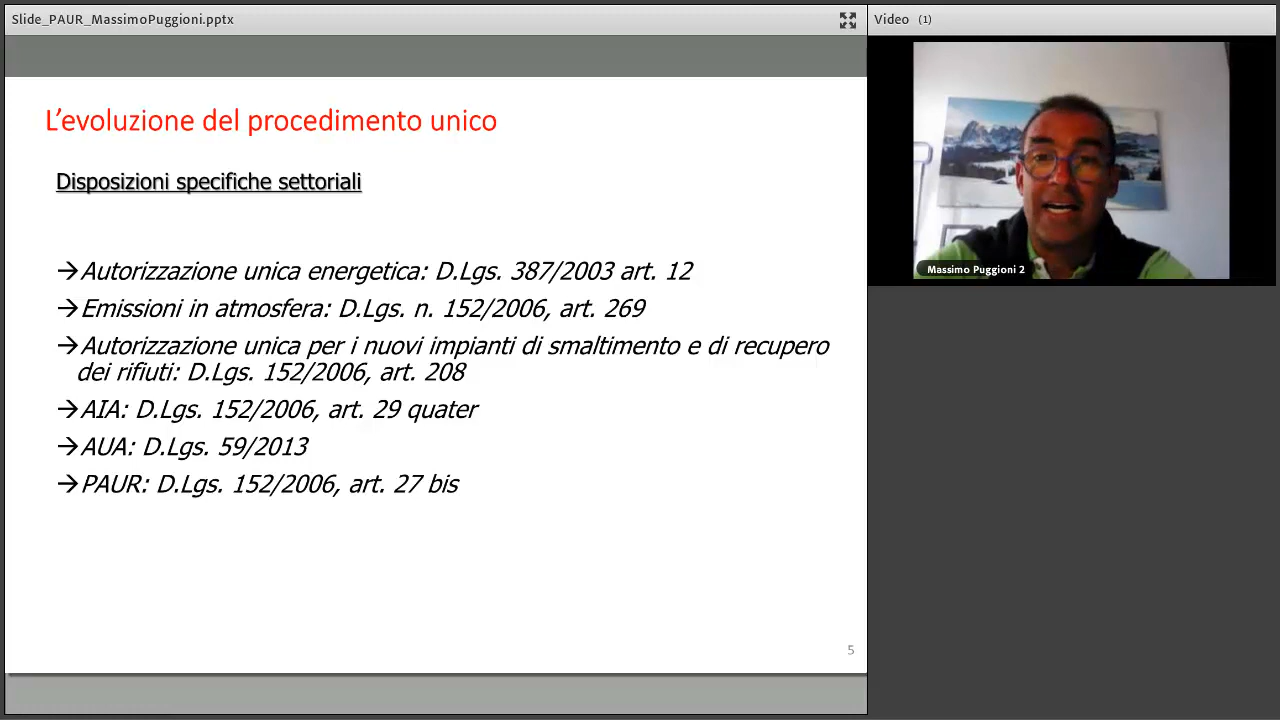 Slide_PAUR_MassimoPuggioni.pptx
Video (1)
L’evoluzione del procedimento unico
Disposizioni specifiche settoriali
→Autorizzazione unica energetica: D.Lgs. 387/2003 art. 12
→Emissioni in atmosfera: D.Lgs. n. 152/2006, art. 269
→Autorizzazione unica per i nuovi impianti di smaltimento e di recupero
dei rifiuti: D.Lgs. 152/2006, art. 208
→AIA: D.Lgs. 152/2006, art. 29 quater
→AUA: D.Lgs. 59/2013
→PAUR: D.Lgs. 152/2006, art. 27 bis
5
Massimo Puggioni 2